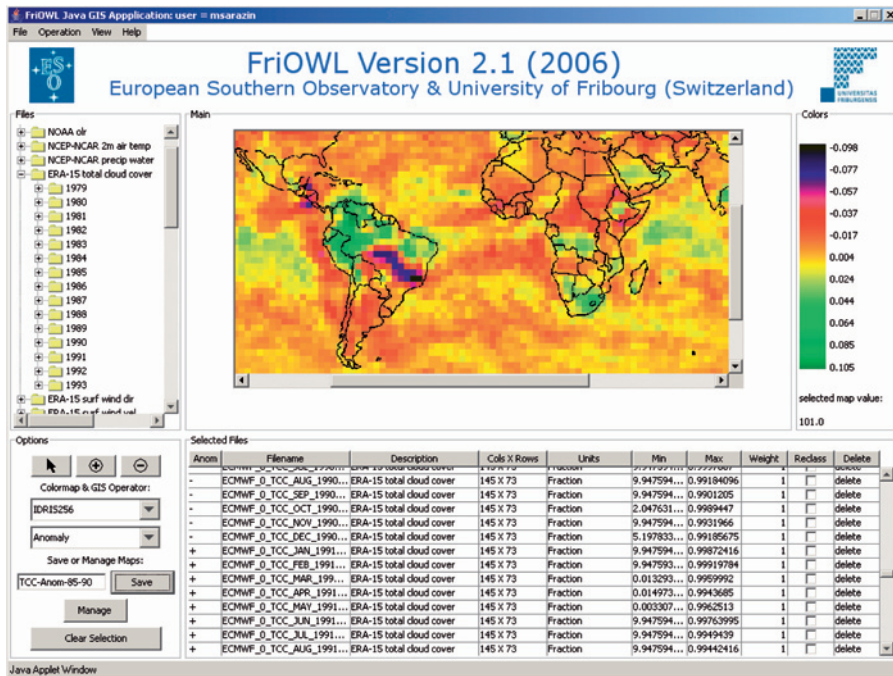 FriOWL Java GIS Appplication: user = msarazin
File Operation View Help
ESO
FriOWL Version 2.1 (2006)
European Southern Observatory & University of Fribourg (Switzerland)
UNIVERSITAS
FRIBURGENSIS
Files
NOAA olr
NCEP-NCAR 2m air temp
NCEP-NCAR precip water
ERA-15 total cloud cover
1979
1980
1981
1982
1983
1984
1985
1986
1987
1988
1989
1990
1991
1992
1993
ERA-15 surf wind dir
ERA-15 surf wind vel
Main
Colors
-0.098
-0.077
-0.057
-0.037
-0.017
0.004
0.024
0.044
0.064
0.085
0.105
selected map value:
101.0
Options
Colormap & GIS Operator:
IDRIS256
Anomaly
Save or Manage Maps:
TCC-Anom-85-90 Save
Manage
Clear Selection
Selected Files
Anom Filename Description Cols X Rows Units Min Max Weight Reclass Delete
- ECMWF_0_TCC_AUG_1990... ERA-15 total cloud cover 145 X 73 Fraction 9.947594... 0.99184096 1 delete
- ECMWF_0_TCC_SEP_1990... ERA-15 total cloud cover 145 X 73 Fraction 9.947594... 0.9901205 1 delete
- ECMWF_0_TCC_OCT_1990... ERA-15 total cloud cover 145 X 73 Fraction 2.047631... 0.9989447 1 delete
- ECMWF_0_TCC_NOV_1990... ERA-15 total cloud cover 145 X 73 Fraction 9.947594... 0.9931966 1 delete
- ECMWF_0_TCC_DEC_1990... ERA-15 total cloud cover 145 X 73 Fraction 5.197833... 0.99185675 1 delete
+ ECMWF_0_TCC_JAN_1991... ERA-15 total cloud cover 145 X 73 Fraction 9.947594... 0.99872416 1 delete
+ ECMWF_0_TCC_FEB_1991... ERA-15 total cloud cover 145 X 73 Fraction 9.947593... 0.99919784 1 delete
+ ECMWF_0_TCC_MAR_199... ERA-15 total cloud cover 145 X 73 Fraction 0.013293... 0.9959992 1 delete
+ ECMWF_0_TCC_APR_1991... ERA-15 total cloud cover 145 X 73 Fraction 0.014973... 0.9943685 1 delete
+ ECMWF_0_TCC_MAY_1991... ERA-15 total cloud cover 145 X 73 Fraction 0.003307... 0.9962513 1 delete
+ ECMWF_0_TCC_JUN_1991... ERA-15 total cloud cover 145 X 73 Fraction 9.947594... 0.99763995 1 delete
+ ECMWF_0_TCC_JUL_1991... ERA-15 total cloud cover 145 X 73 Fraction 9.947594... 0.9949439 1 delete
+ ECMWF_0_TCC_AUG_1991... ERA-15 total cloud cover 145 X 73 Fraction 9.947594... 0.99442416 1 delete
Java Applet Window